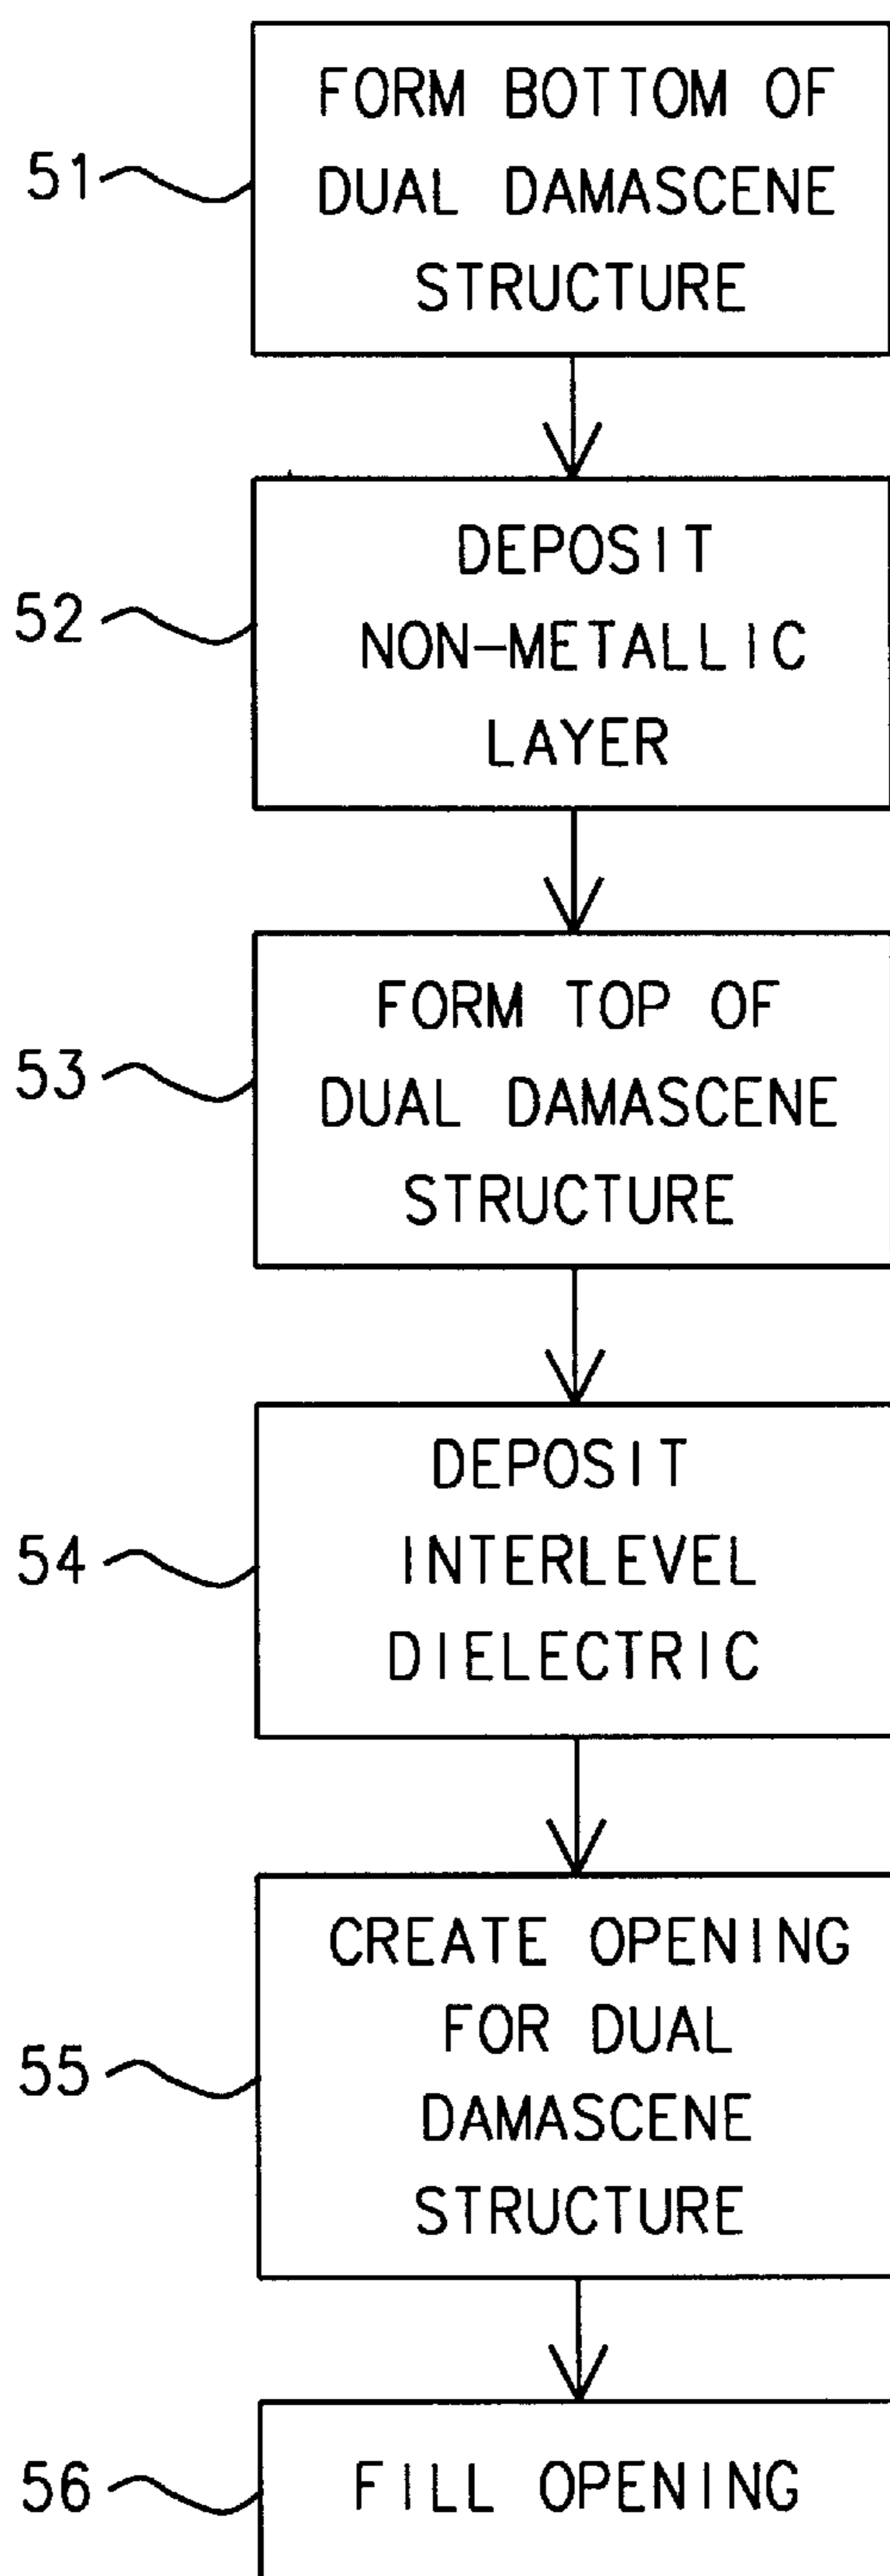 FORM BOTTOM OF
51
DUAL DAMASCENE
STRUCTURE
DEPOSIT
52
NON-METALLIC
LAYER
FORM TOP OF
53
DUAL DAMASCENE
STRUCTURE
DEPOSIT
54
INTERLEVEL
DIELECTRIC
CREATE OPENING
FOR DUAL
55
DAMASCENE
STRUCTURE
56
FILL OPENING